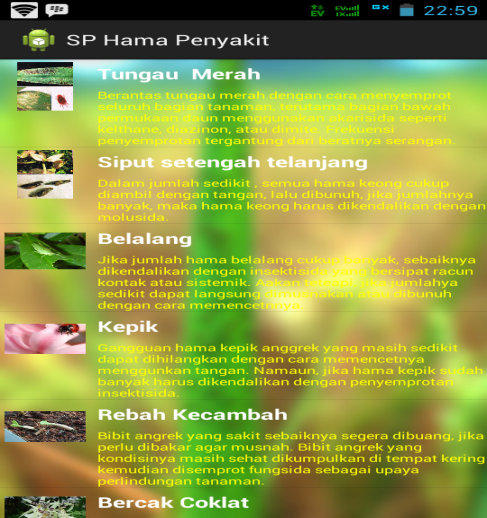 EV
22:59
SP Hama Penyakit
Tungau Merah
Berantas tungau merah dengan cara menyemprot
seluruh bagian tanaman, terutama bagian bawah
permukaan daun menggunakan akarisida seperti
kelthane, diazinon, atau dimite. Frekuensi
penyemprotan tergantung dari beratnya serangan.
Siput setengah telanjang
Dalam jumlah sedikit , semua hama keong cukup
diambil dengan tangan, lalu dibunuh, jika jumlahnya
banyak, maka hama keong harus dikendalikan dengan
molusida.
Belalang
Jika jumlah hama belalang cukup banyak, sebaiknya
dikendalikan dengan insektisida yang bersipat racun
kontak atau sistemik. jumlahya
sedikit dapat langsung atau dibunuh
dengan cara memencetnya.
Kepik
Gangguan hama kepik anggrek yang masih sedikit
dapat dihilangkan dengan cara memencetnya
menggunkan tangan. Namaun, jika hama kepik sudah
banyak harus dikendalikan dengan penyemprotan
insektisida.
Rebah Kecambah
Bibit angrek yang sakit sebaiknya segera dibuang, jika
perlu dibakar agar musnah. Bibit angrek yang
kondisinya masih sehat dikumpulkan di tempat kering
kemudian disemprot fungsida sebagai upaya
perlindungan tanaman.
Bercak Coklat